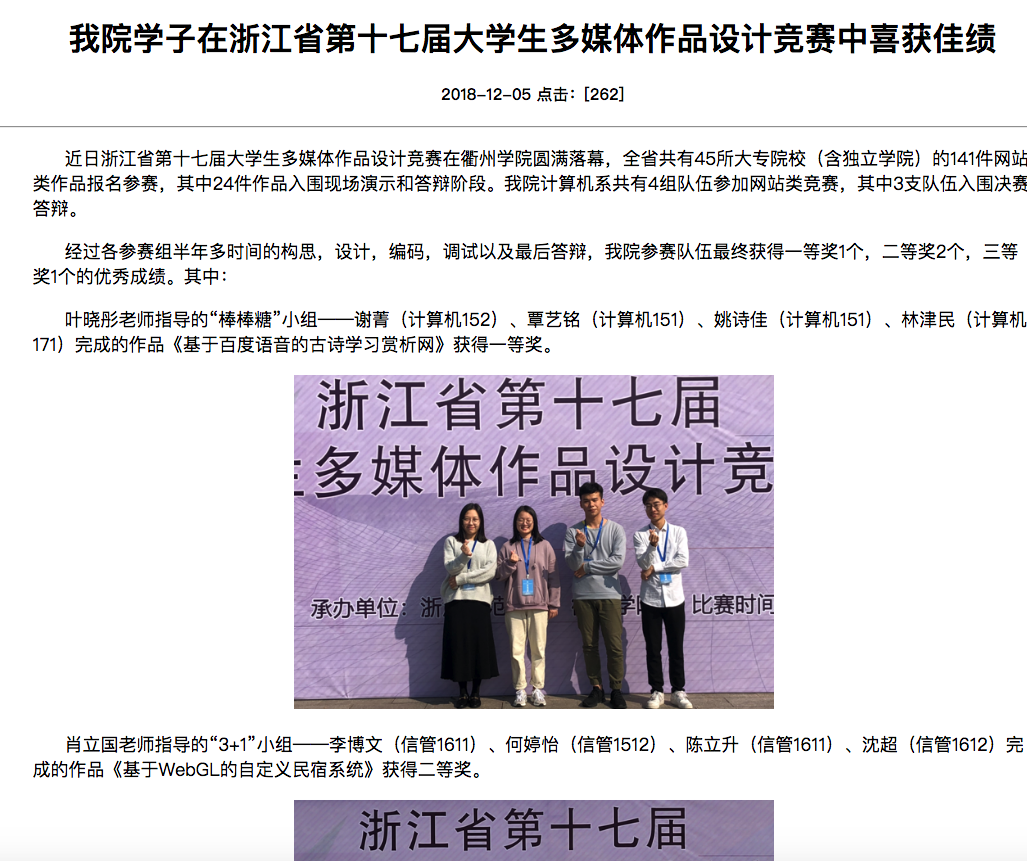 我院学子在浙江省第十七届大学生多媒体作品设计竞赛中喜获佳绩
2018-12-05 点击：[262]
近日浙江省第十七届大学生多媒体作品设计竞赛在衢州学院圆满落幕，全省共有45所大专院校（含独立学院）的141件网站
类作品报名参赛，其中24件作品入围现场演示和答辩阶段。我院计算机系共有4组队伍参加网站类竞赛，其中3支队伍入围决赛
答辩。
经过各参赛组半年多时间的构思，设计，编码，调试以及最后答辩，我院参赛队伍最终获得一等奖1个，二等奖2个，三等
奖1个的优秀成绩。其中：
叶晓彤老师指导的“棒棒糖”小组——谢菁（计算机152）、覃艺铭（计算机151）、姚诗佳（计算机151）、林津民（计算机
171）完成的作品《基于百度语音的古诗学习赏析网》获得一等奖。
浙江省第十七届
生多媒体作品设计竞
承办单位：浙 范 学 比赛时间
肖立国老师指导的“3+1”小组——李博文（信管1611）、何婷怡（信管1512）、陈立升（信管1611）、沈超（信管1612）完
成的作品《基于WebGL的自定义民宿系统》获得二等奖。
浙江省第十七届